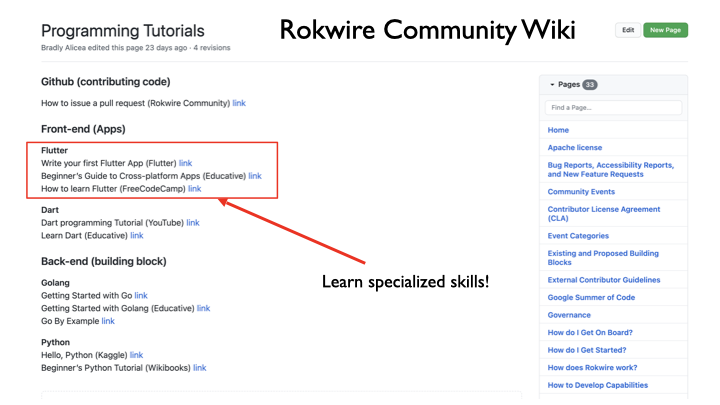 Programming Tutorials
Rokwire Community Wiki
Edit
New Page
Bradly Alicea edited this page 23 days ago · 4 revisions
Github (contributing code)
How to issue a pull request (Rokwire Community) link
Front-end (Apps)
Flutter
Write your first Flutter App (Flutter) link
Beginner's Guide to Cross-platform Apps (Educative) link
How to learn Flutter (FreeCodeCamp) link
Dart
Dart programming Tutorial (YouTube) link
Learn Dart (Educative) link
Back-end (building block)
Golang
Getting Started with Go link
Getting Started with Golang (Educative) link
Go By Example link
Python
Hello, Python (Kaggle) link
Beginner's Python Tutorial (Wikibooks) link
Learn specialized skills!
Pages 33
Find a Page...
Home
Apache license
Bug Reports, Accessibility Reports,
and New Feature Requests
Community Events
Contributor License Agreement
(CLA)
Event Categories
Existing and Proposed Building
Blocks
External Contributor Guidelines
Google Summer of Code
Governance
How do I Get On Board?
How do I Get Started?
How does Rokwire work?
How to Develop Capabilities